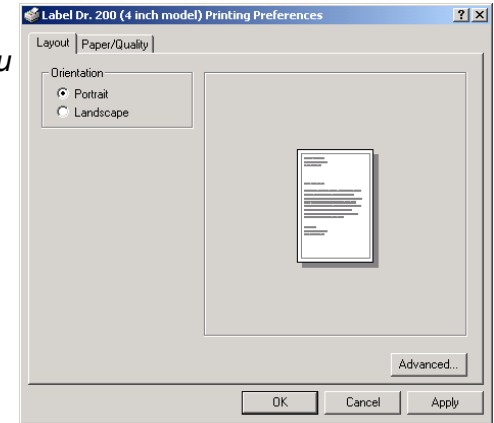 Label Dr. 200 (4 inch model) Printing Preferences
Layout
Paper/Quality
u
Orientation
Portrait
Landscape
Advanced...
OK
Cancel
Apply